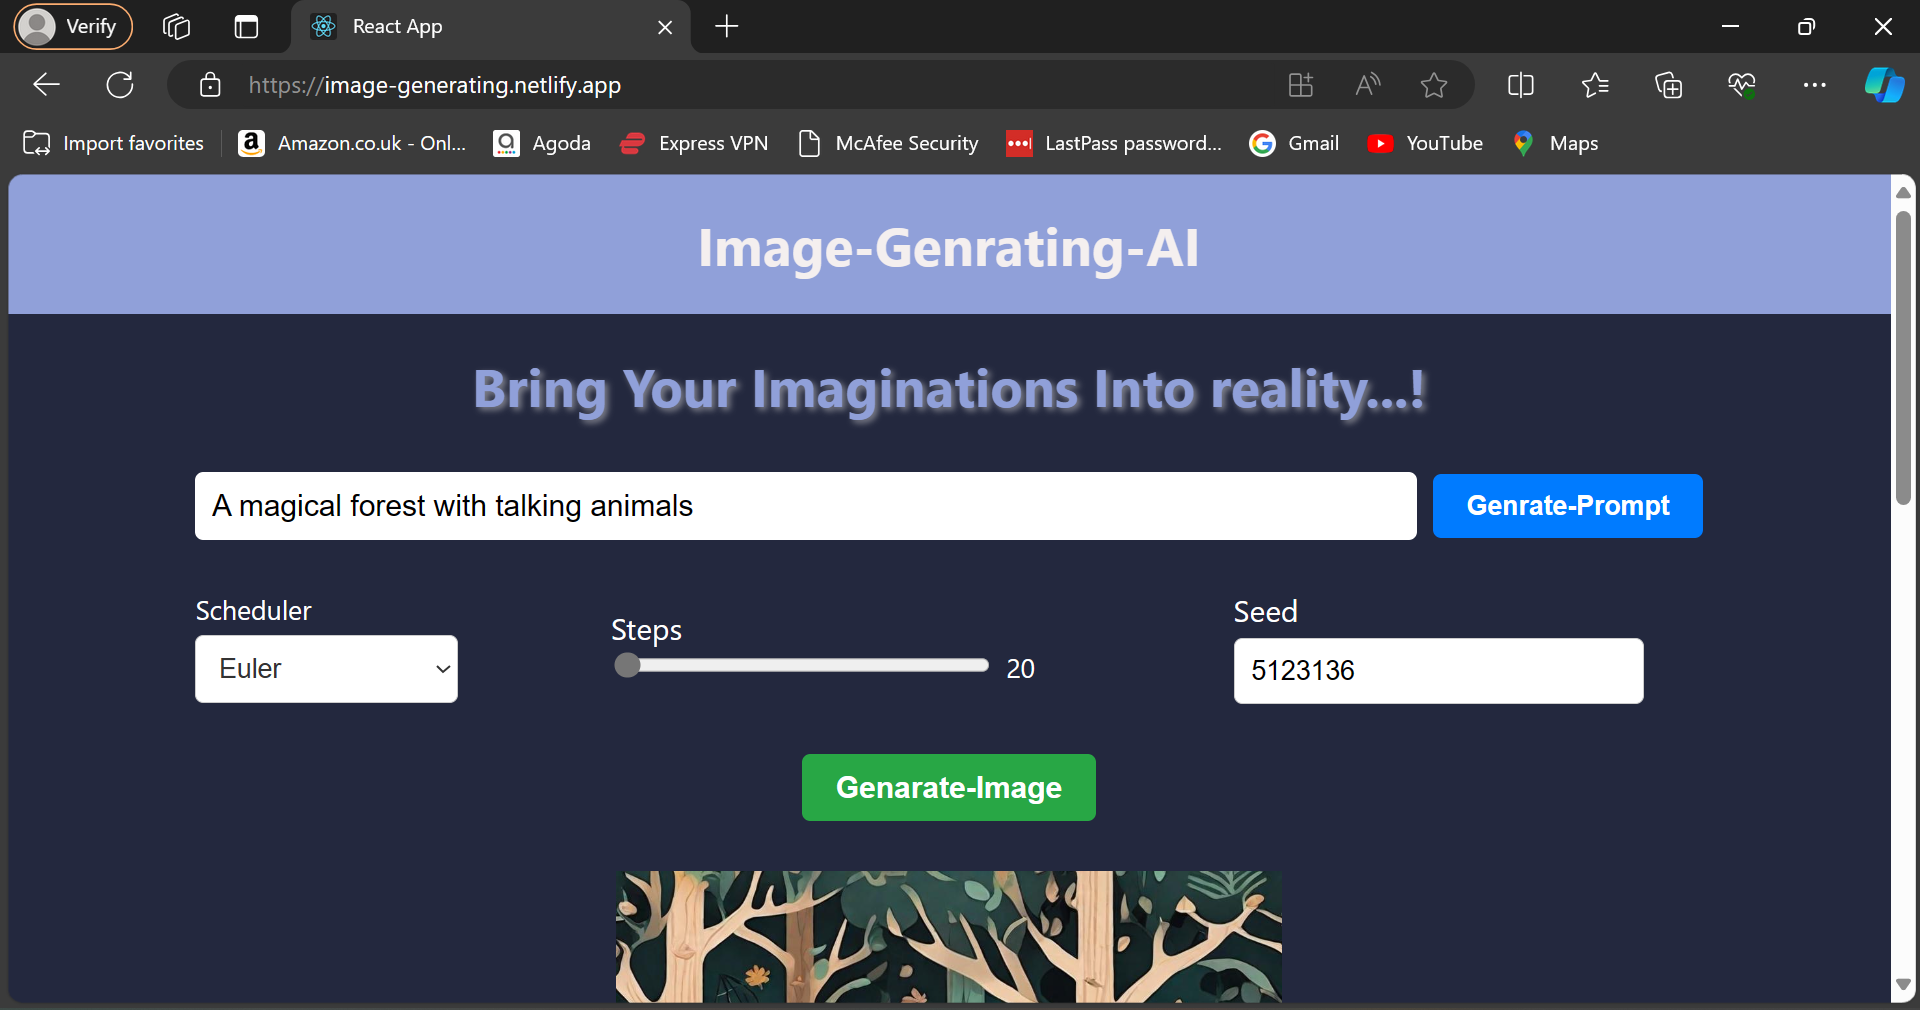 Verify
React App
https://image-generating.netlify.app
Import favorites
Amazon.co.uk - Onl...
Agoda
Express VPN
McAfee Security
LastPass password...
Gmail
YouTube
Maps
Image-Genrating-AI
Bring Your Imaginations Into reality...!
A magical forest with talking animals
Genrate-Prompt
Scheduler
Euler
Steps
20
Seed
5123136
Genarate-Image